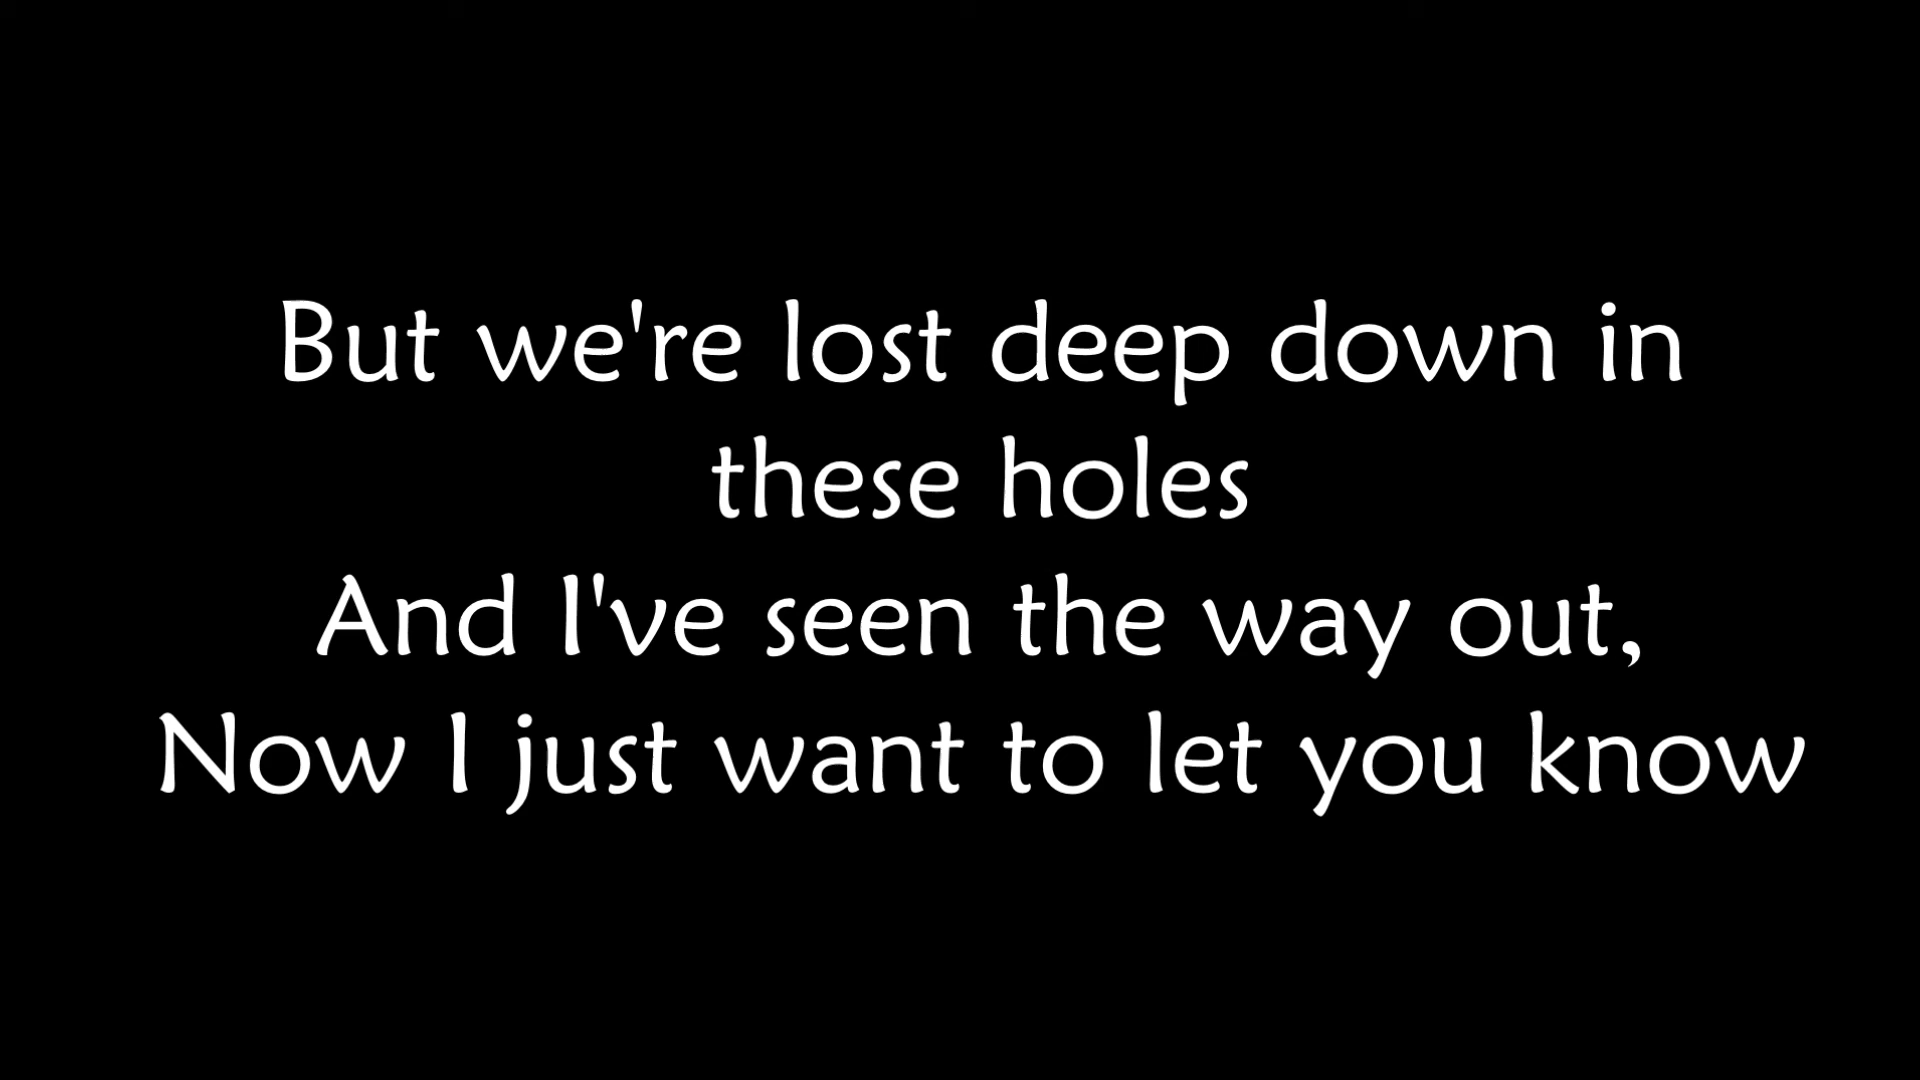 But we're lost deep down in
these holes
And I've seen the way out,
Now I just want to let you know